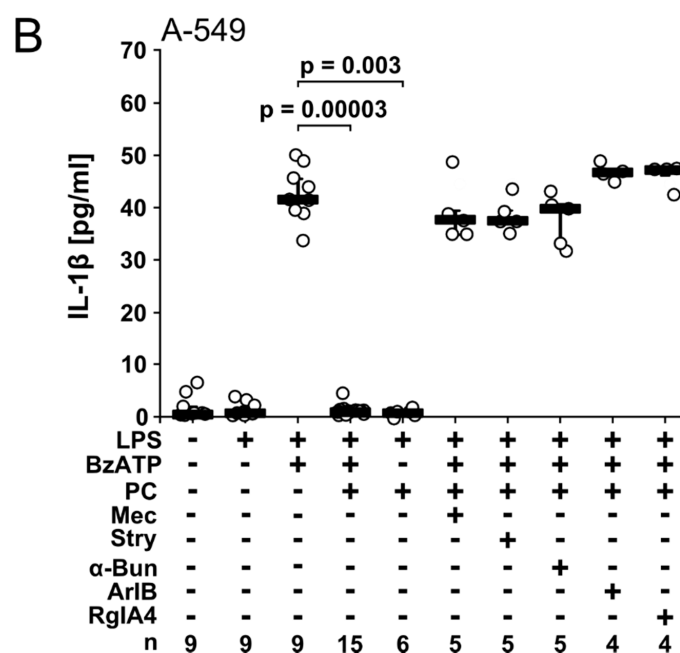 B
A-549
70
p = 0.003
60
p = 0.00003
50
40
30
20
10
0
IL-1β [pg/ml]
LPS - + + + + + + + + +
BzATP - - + + - + + + + +
PC - - - + + + + + + +
Mec - - - - - + - - - -
Stry - - - - - - + - - -
α-Bun - - - - - - - + - -
ArIB - - - - - - - - + -
RgIA4 - - - - - - - - - +
n 9 9 9 15 6 5 5 5 4 4